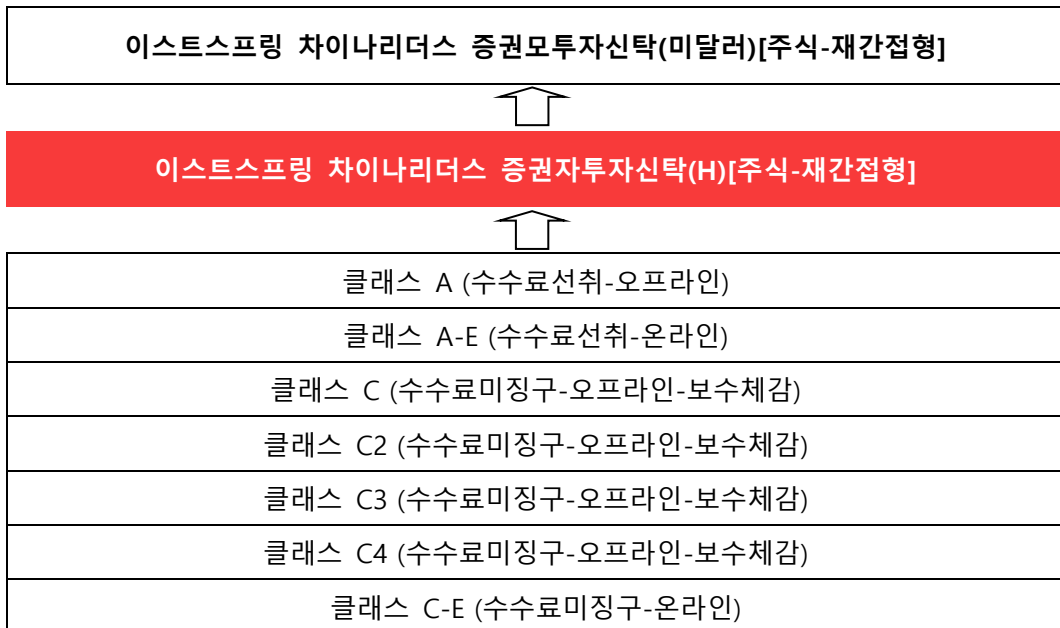 이스트스프링 차이나리더스 증권모투자신탁(미달러)[주식-재간접형]
이스트스프링 차이나리더스 증권자투자신탁(H)[주식-재간접형]
클래스 A (수수료선취-오프라인)
클래스 A-E (수수료선취-온라인)
클래스 C (수수료미징구-오프라인-보수체감)
클래스 C2 (수수료미징구-오프라인-보수체감)
클래스 C3 (수수료미징구-오프라인-보수체감)
클래스 C4 (수수료미징구-오프라인-보수체감)
클래스 C-E (수수료미징구-온라인)